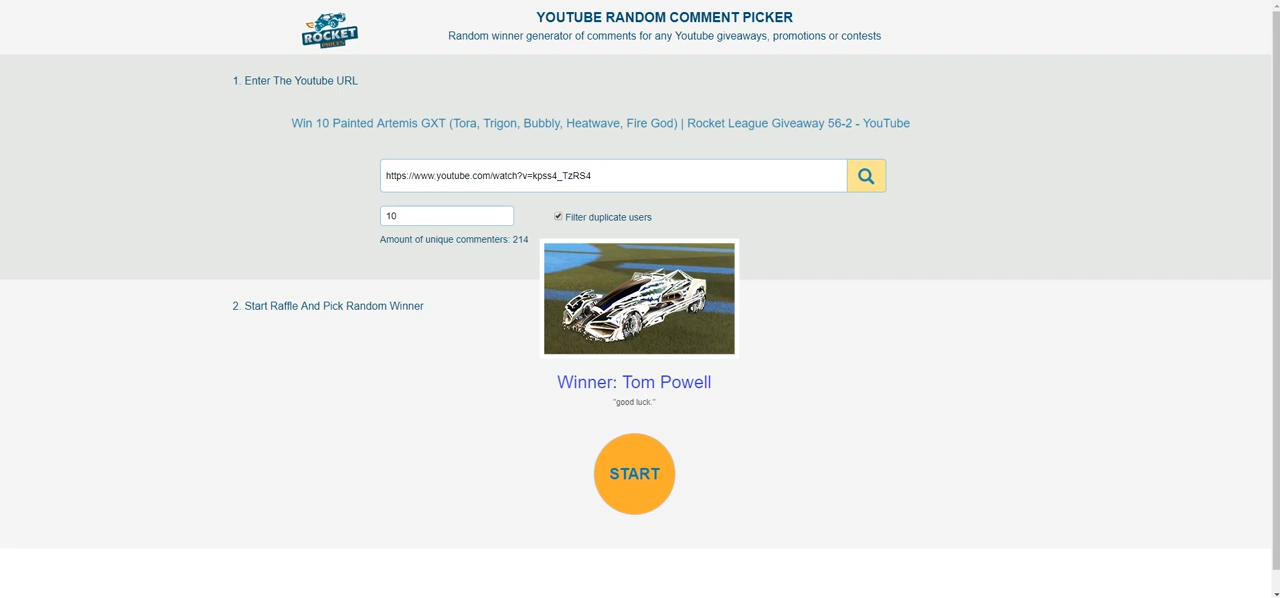 ROCKET
PRICES
YOUTUBE RANDOM COMMENT PICKER
Random winner generator of comments for any Youtube giveaways, promotions or contests
1. Enter The Youtube URL
Win 10 Painted Artemis GXT (Tora, Trigon, Bubbly, Heatwave, Fire God) | Rocket League Giveaway 56-2 - YouTube
https://www.youtube.com/watch?v=kpss4_TzRS4
10
Filter duplicate users
Amount of unique commenters: 214
2. Start Raffle And Pick Random Winner
Winner: Tom Powell
"good luck."
START